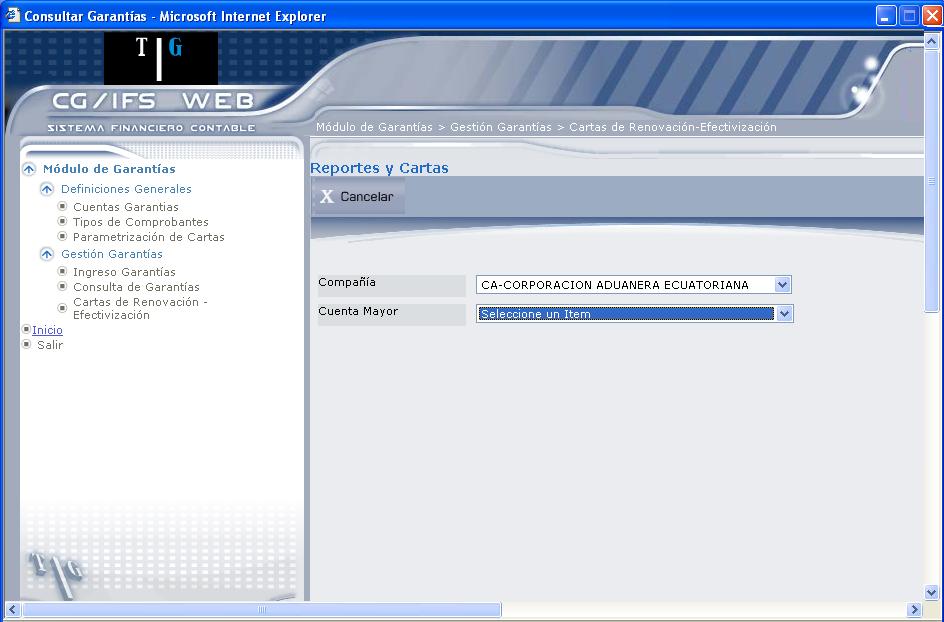 Consultar Garantías - Microsoft Internet Explorer
T | G
CG/IFS WEB
SISTEMA FINANCIERO CONTABLE
Módulo de Garantías > Gestión Garantías > Cartas de Renovación-Efectivización
Módulo de Garantías
Definiciones Generales
Cuentas Garantias
Tipos de Comprobantes
Parametrización de Cartas
Gestión Garantías
Ingreso Garantías
Consulta de Garantías
Cartas de Renovación -
Efectivización
Inicio
Salir
T | G
Reportes y Cartas
X Cancelar
Compañía
CA-CORPORACION ADUANERA ECUATORIANA
Cuenta Mayor
Seleccione un Item